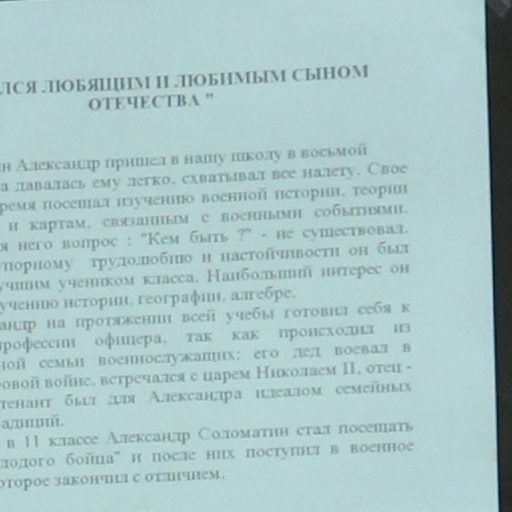 ЛСЯ ЛЮБЯЩИМ И ЛЮБИМЫМ СЫНОМ
ОТЕЧЕСТВА "
н Александр пришел в нашу школу в восьмой
а давалась ему легко, схватывал все налету. Свое
ремя посещал изучению военной истории, теории
и картам, связанным с военными событиями.
я него вопрос : "Кем быть ?" - не существовал.
упорному трудолюбию и настойчивости он был
учшим учеником класса. Наибольший интерес он
учению истории, географии, алгебре.
андр на протяжении всей учебы готовил себя к
рофессии офицера, так как происходил из
ной семьи военнослужащих: его дед воевал в
овой войне, встречался с царем Николаем II, отец -
тенант был для Александра идеалом семейных
адиций.
в 11 классе Александр Соломатин стал посещать
лодого бойца" и после них поступил в военное
оторое закончил с отличием.